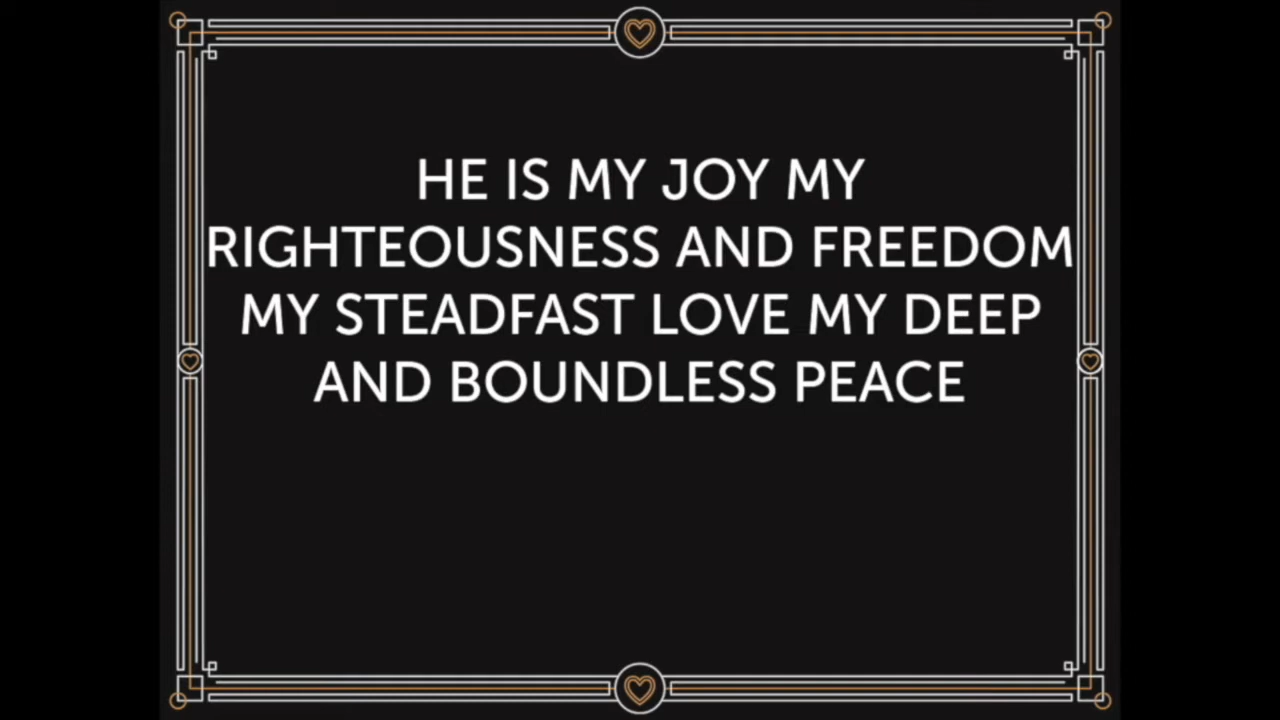 HE IS MY JOY MY
RIGHTEOUSNESS AND FREEDOM
MY STEADFAST LOVE MY DEEP
AND BOUNDLESS PEACE